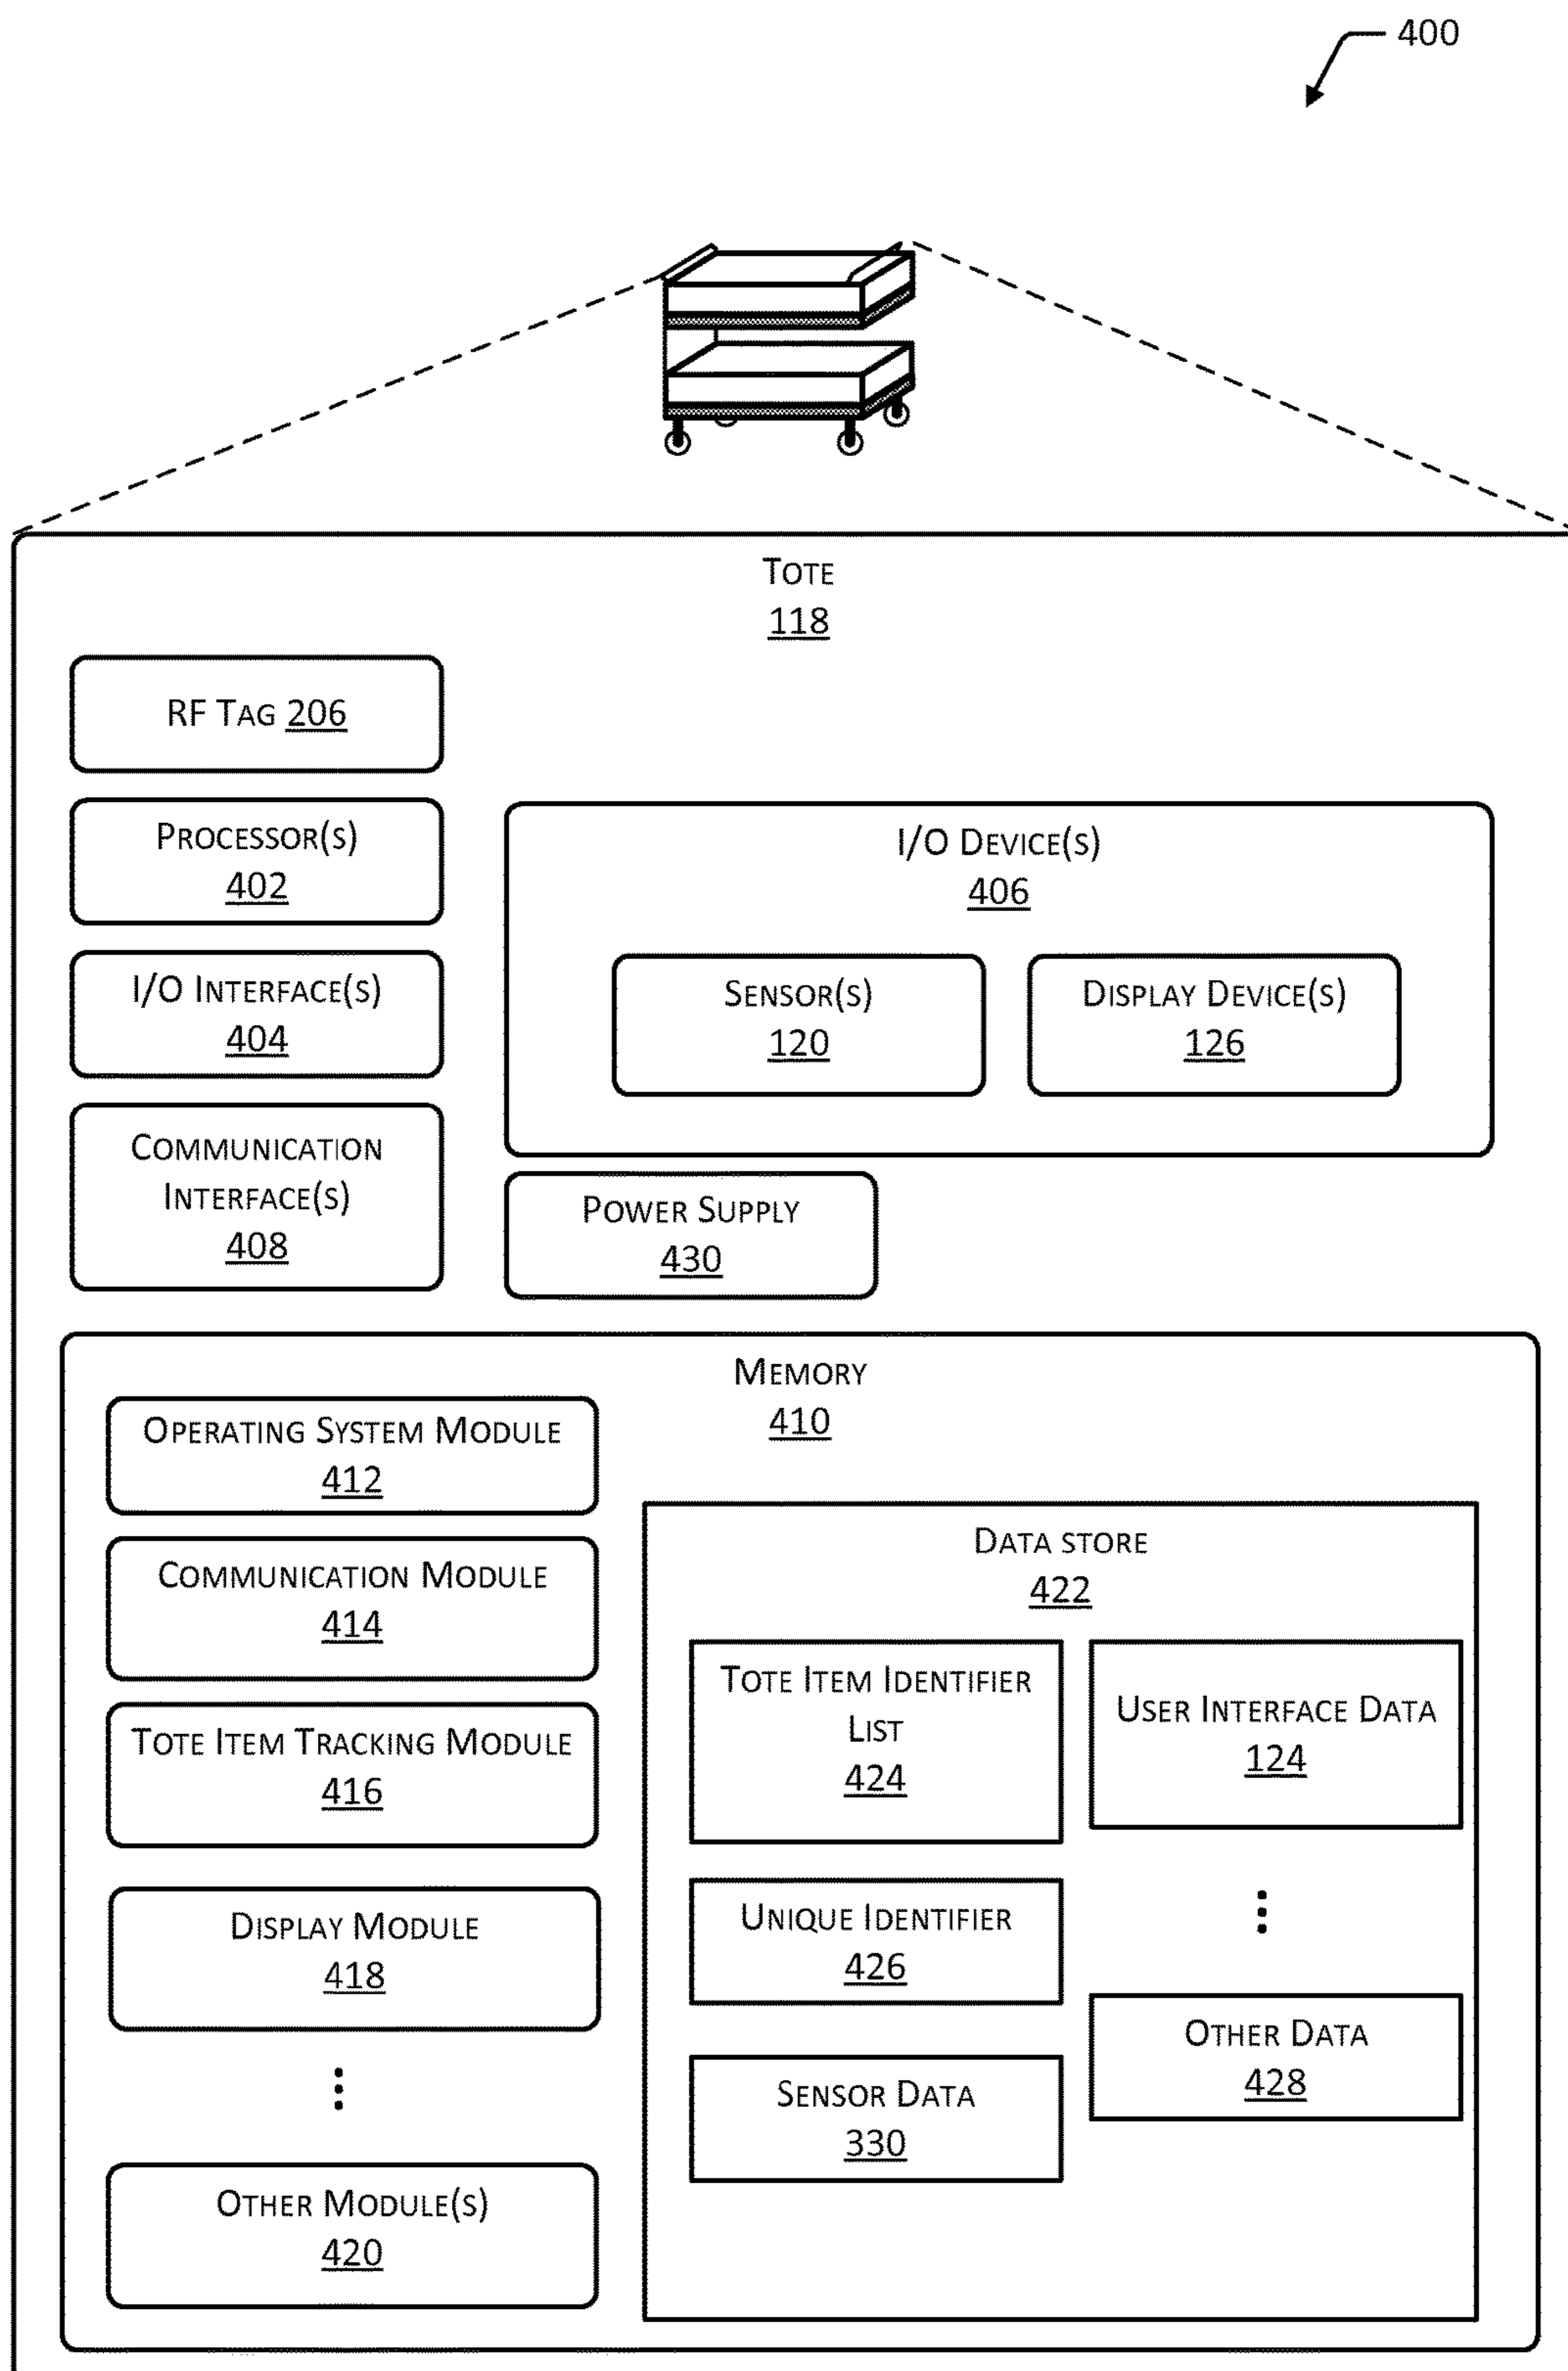 400
TOTE
118
RF TAG 206
PROCESSOR(S)
402
I/O INTERFACE(S)
404
COMMUNICATION
INTERFACE(S)
408
I/O DEVICE(S)
406
SENSOR(S)
120
DISPLAY DEVICE(S)
126
POWER SUPPLY
430
MEMORY
410
OPERATING SYSTEM MODULE
412
COMMUNICATION MODULE
414
TOTE ITEM TRACKING MODULE
416
DISPLAY MODULE
418
OTHER MODULE(S)
420
DATA STORE
422
TOTE ITEM IDENTIFIER
LIST
424
UNIQUE IDENTIFIER
426
SENSOR DATA
330
USER INTERFACE DATA
124
OTHER DATA
428